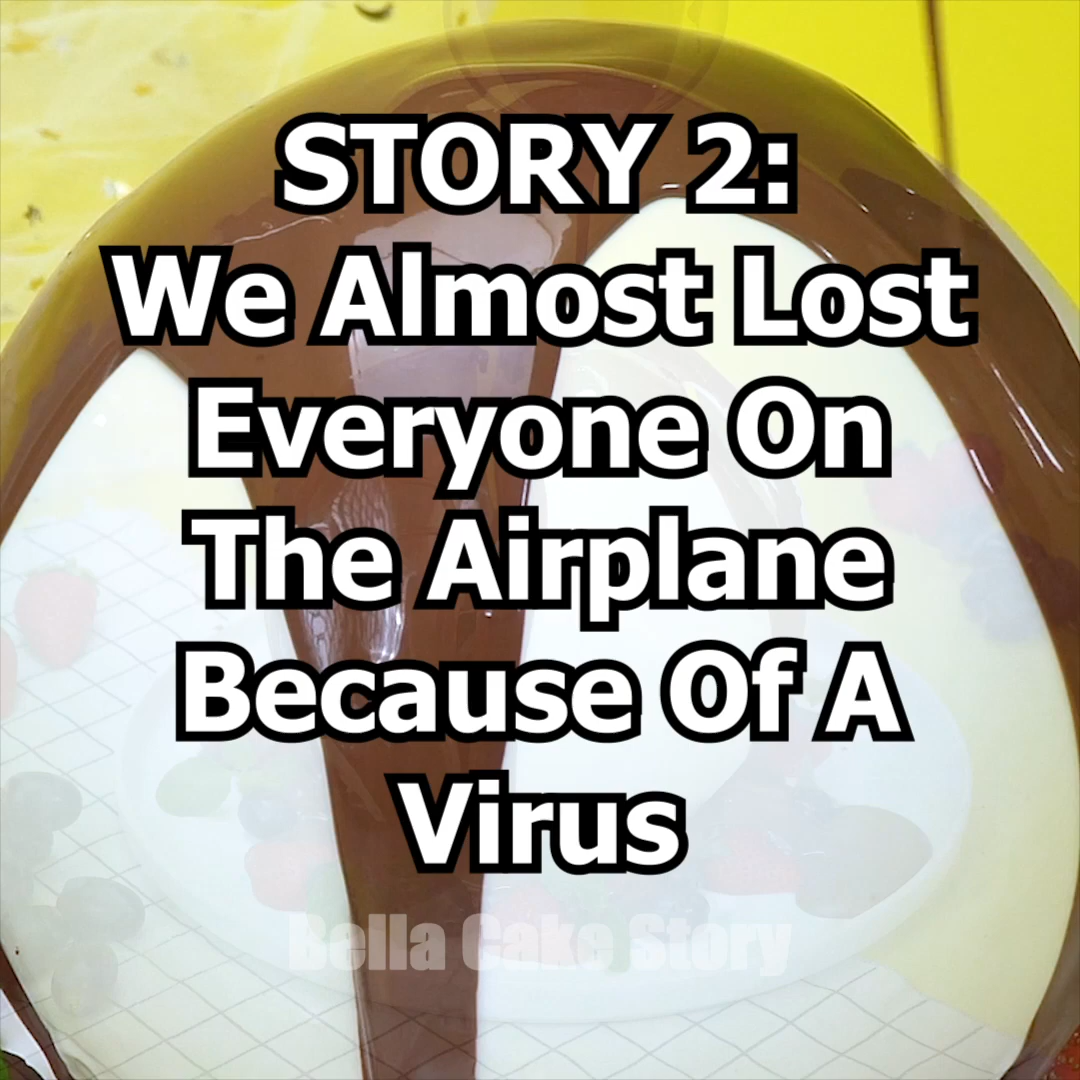 STORY 2:
We Almost Lost
Everyone On
The Airplane
Because Of A
Virus
Bella Cake Story